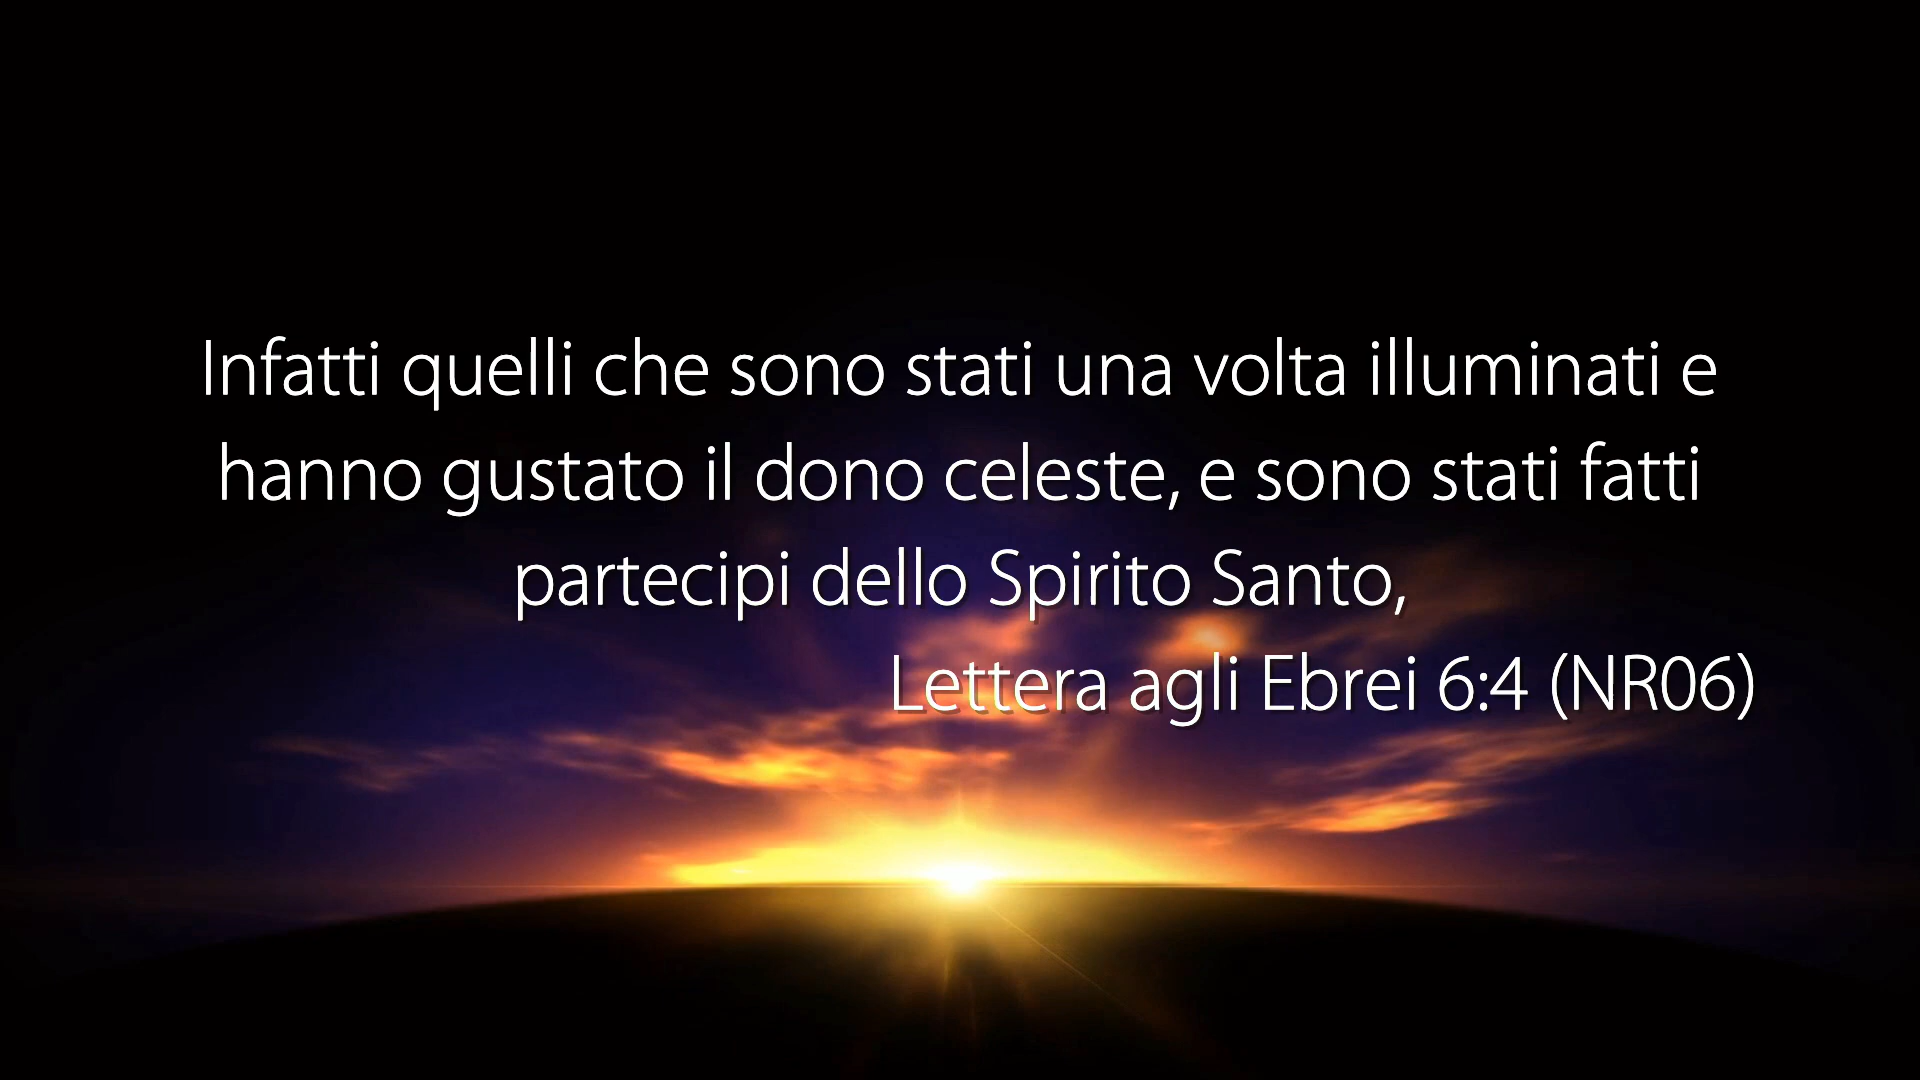 Infatti quelli che sono stati una volta illuminati e
hanno gustato il dono celeste, e sono stati fatti
partecipi dello Spirito Santo,
Lettera agli Ebrei 6:4 (NR06)